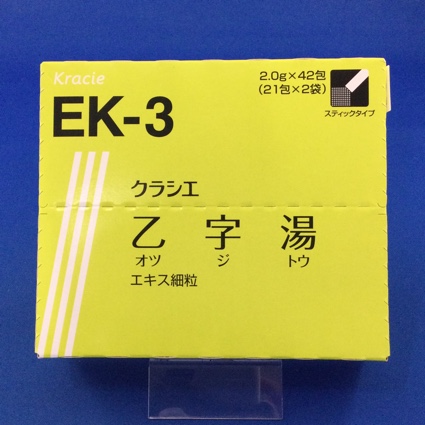 Kracie
2.0g×42包
(21包×2袋)
スティックタイプ
EK-3
クラシエ
乙字湯
オツ ジ トウ
エキス細粒